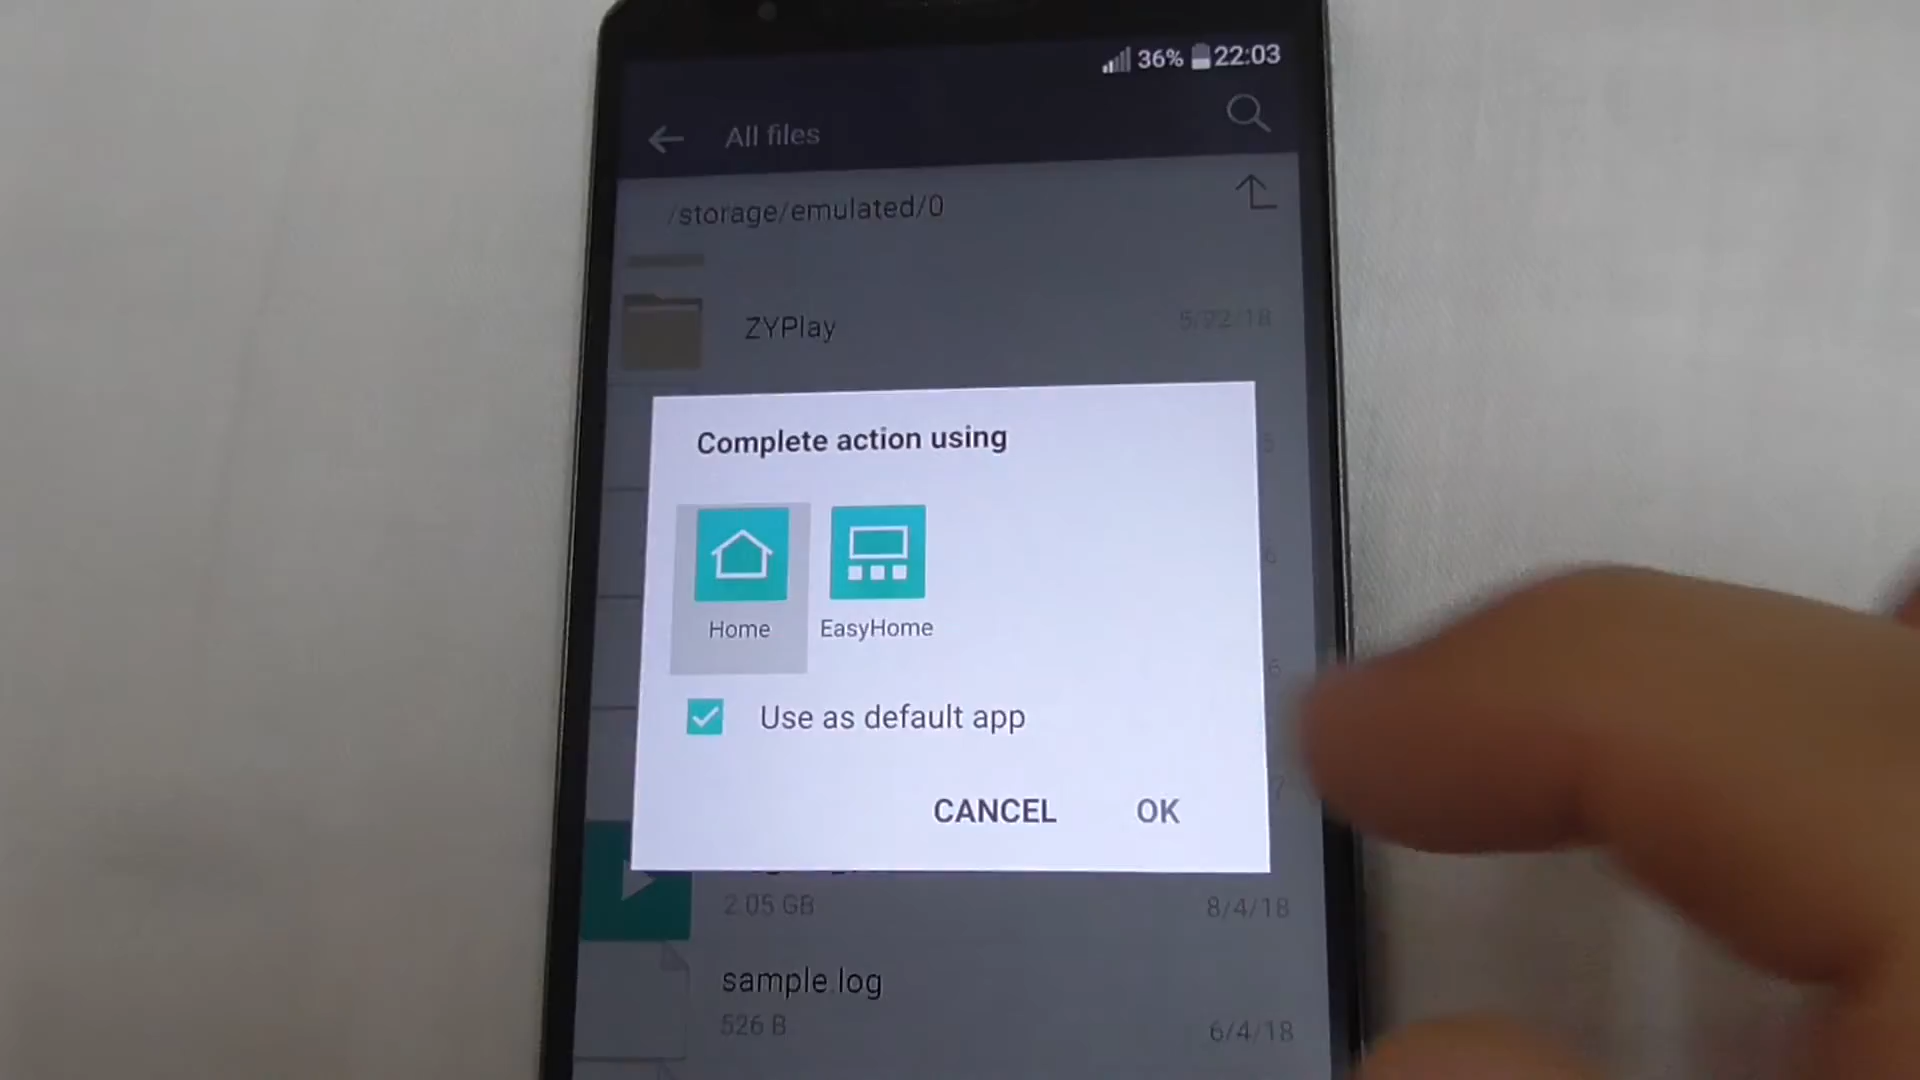 36% 22:03
All files
/storage/emulated/0
ZYPlay
Complete action using
Home EasyHome
Use as default app
CANCEL OK
2.05 GB 8/4/18
sample.log
526 B 6/4/18